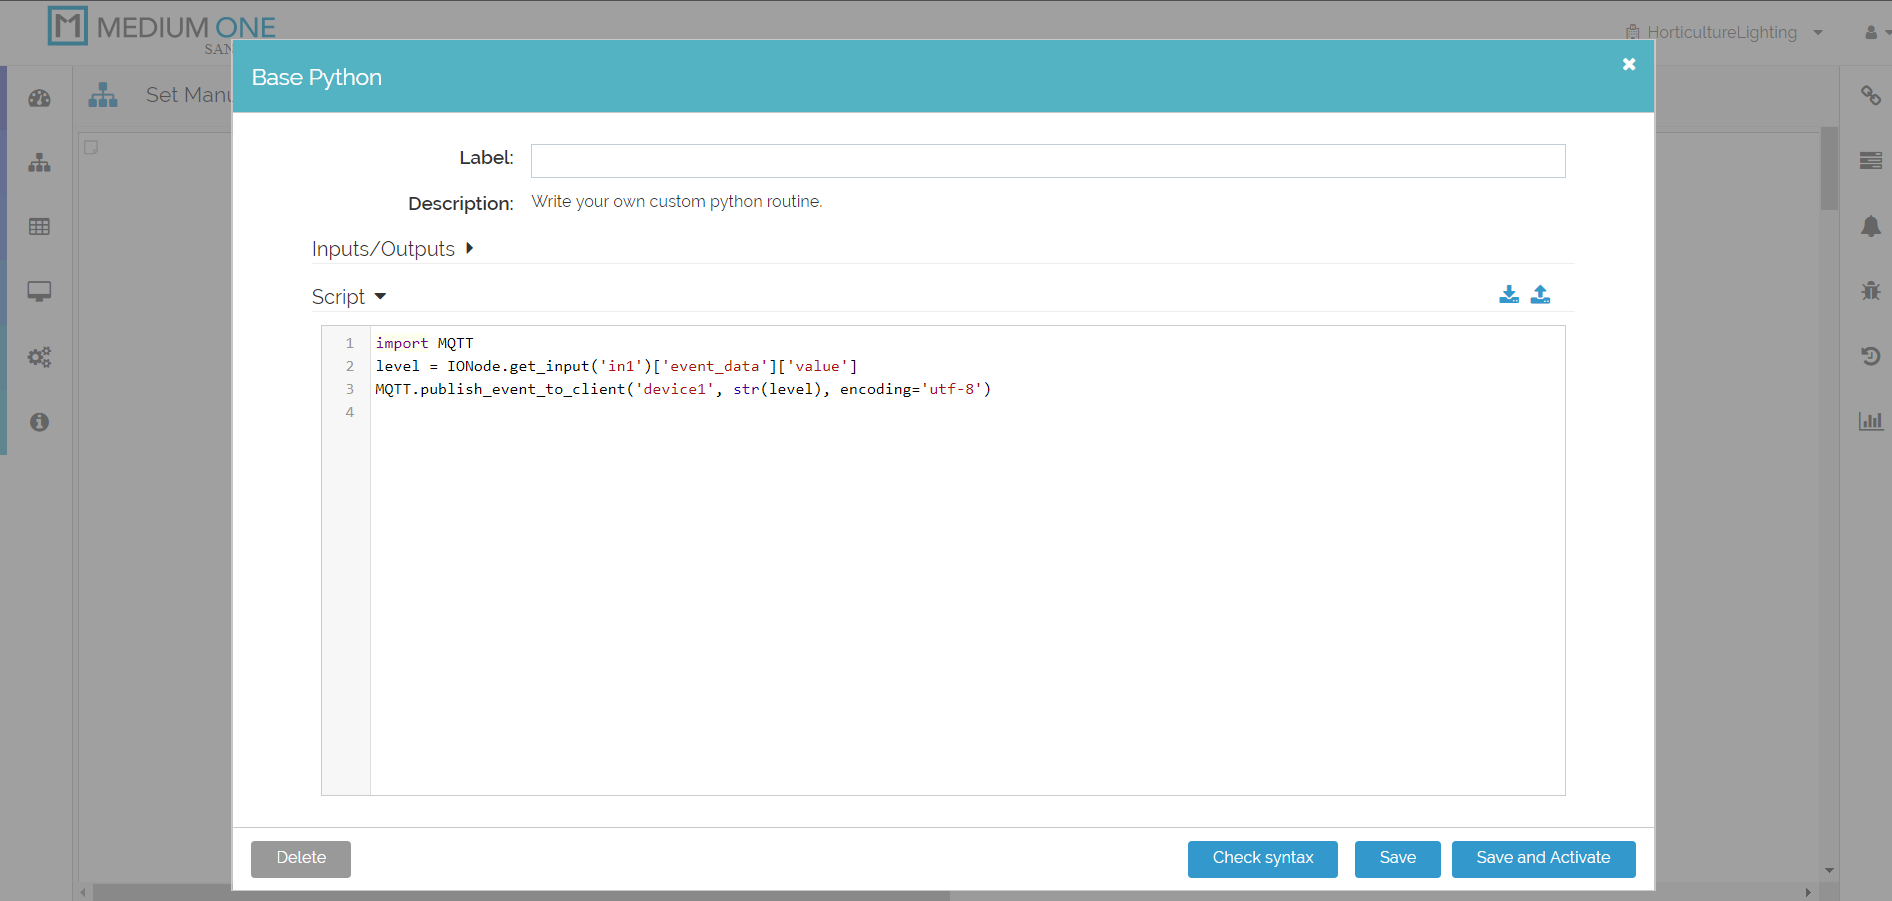 MEDIUM ONE
SAN
HorticultureLighting
Set Manu
Base Python
Label:
Description: Write your own custom python routine.
Inputs/Outputs
Script
1 import MQTT
2 level = IONode.get_input('in1')['event_data']['value']
3 MQTT.publish_event_to_client('device1', str(level), encoding='utf-8')
4
Delete
Check syntax
Save
Save and Activate